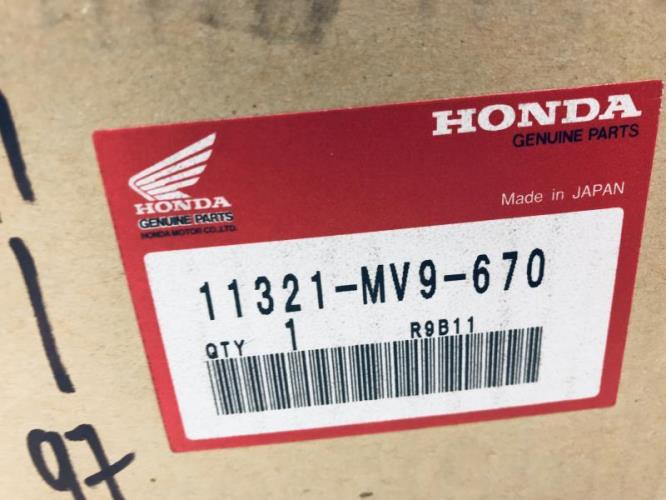 HONDA
GENUINE PARTS
HONDA
GENUINE PARTS
HONDA MOTOR CO.,LTD.
Made in JAPAN
11321-MV9-670
QTY 1 R9B11
97